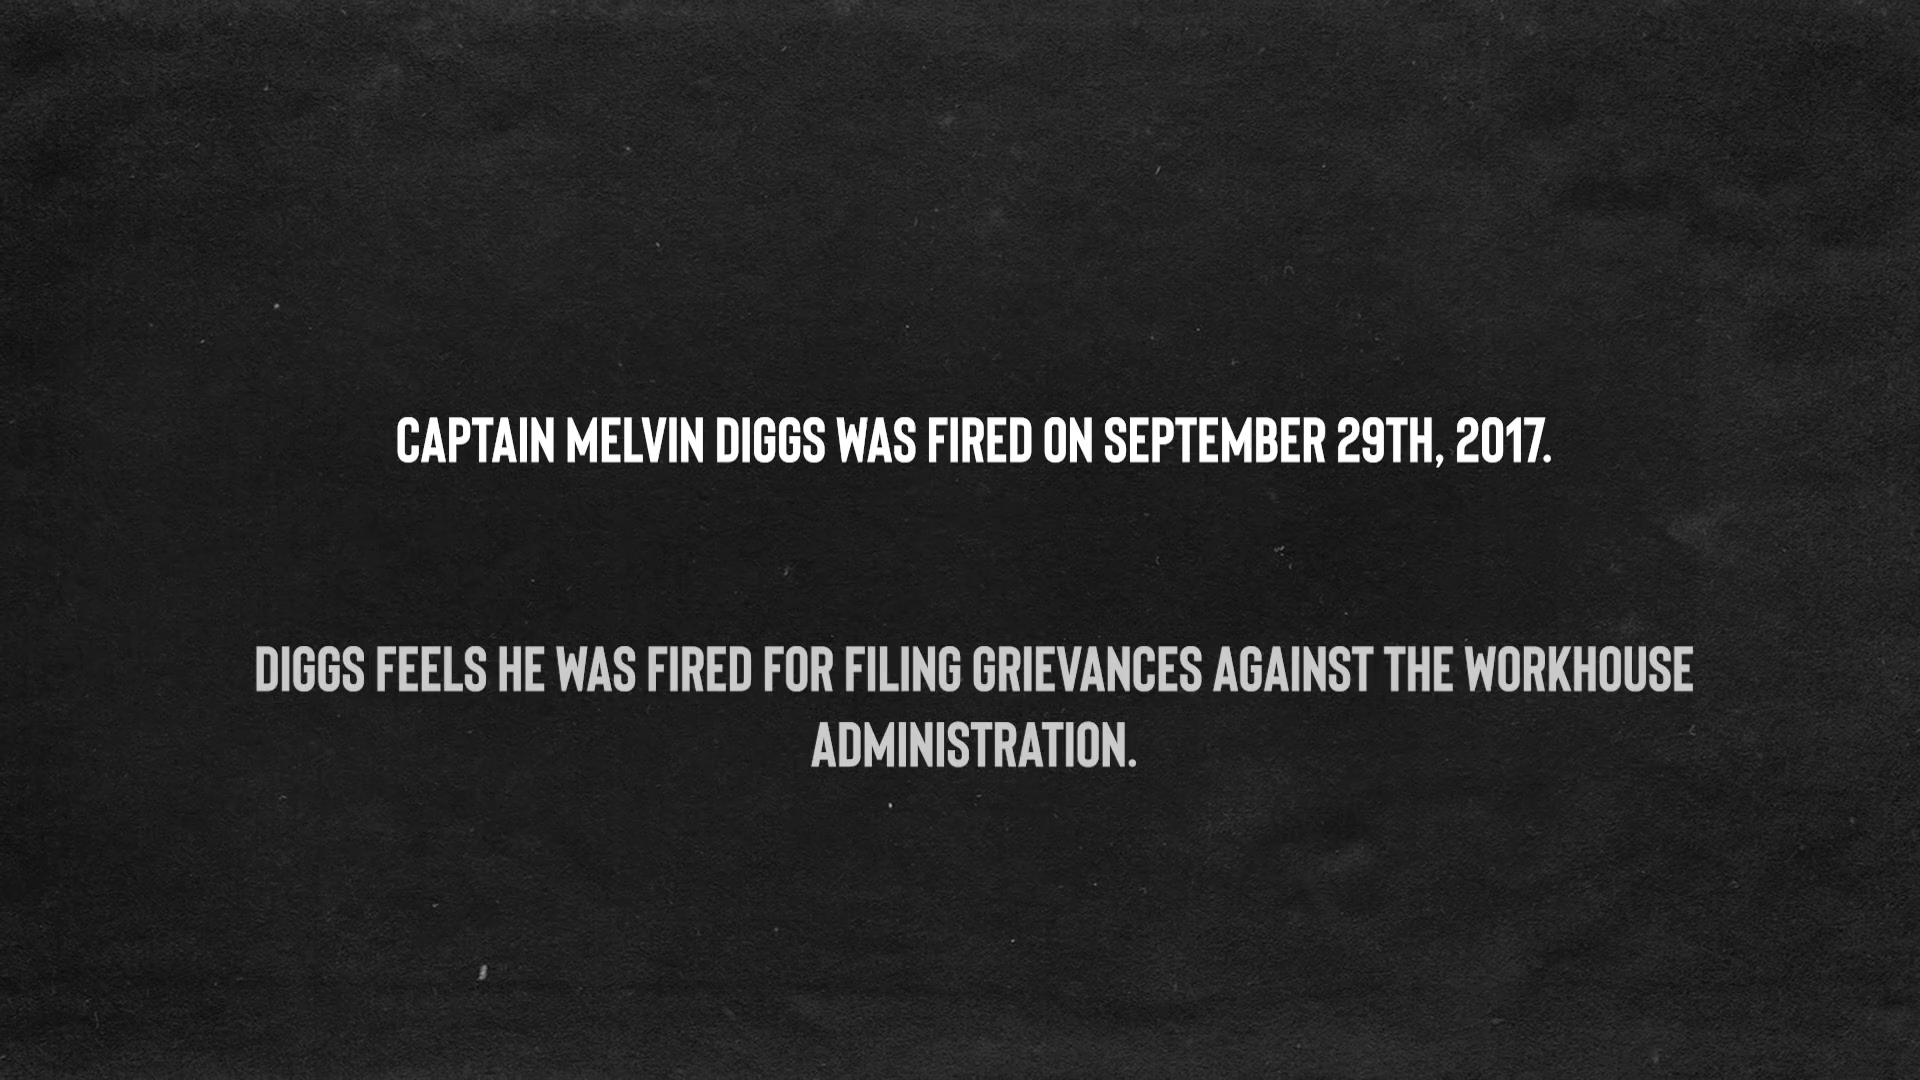 CAPTAIN MELVIN DIGGS WAS FIRED ON SEPTEMBER 29TH, 2017.
DIGGS FEELS HE WAS FIRED FOR FILING GRIEVANCES AGAINST THE WORKHOUSE
ADMINISTRATION.